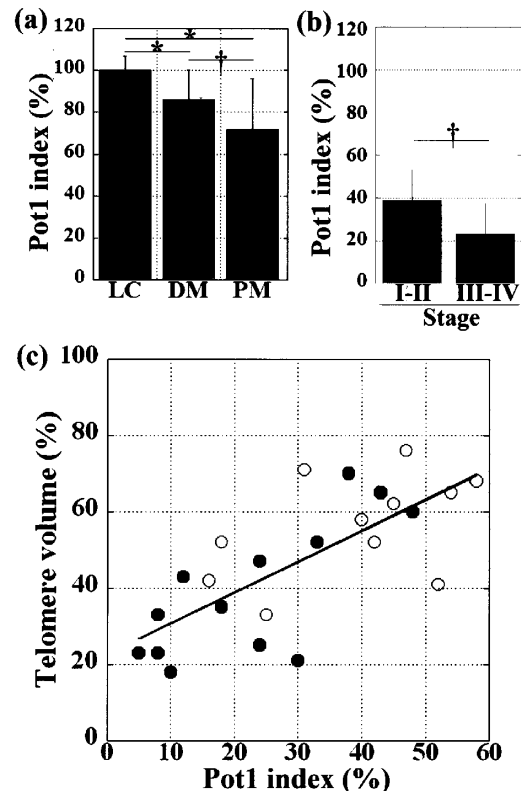 (a)
Pot1 index (%)
120
100
80
60
40
20
0
*
*
†
LC DM PM
(b)
Pot1 index (%)
120
100
80
60
40
20
0
†
I-II III-IV
Stage
(c)
Telomere volume (%)
100
80
60
40
20
0
0 10 20 30 40 50 60
Pot1 index (%)